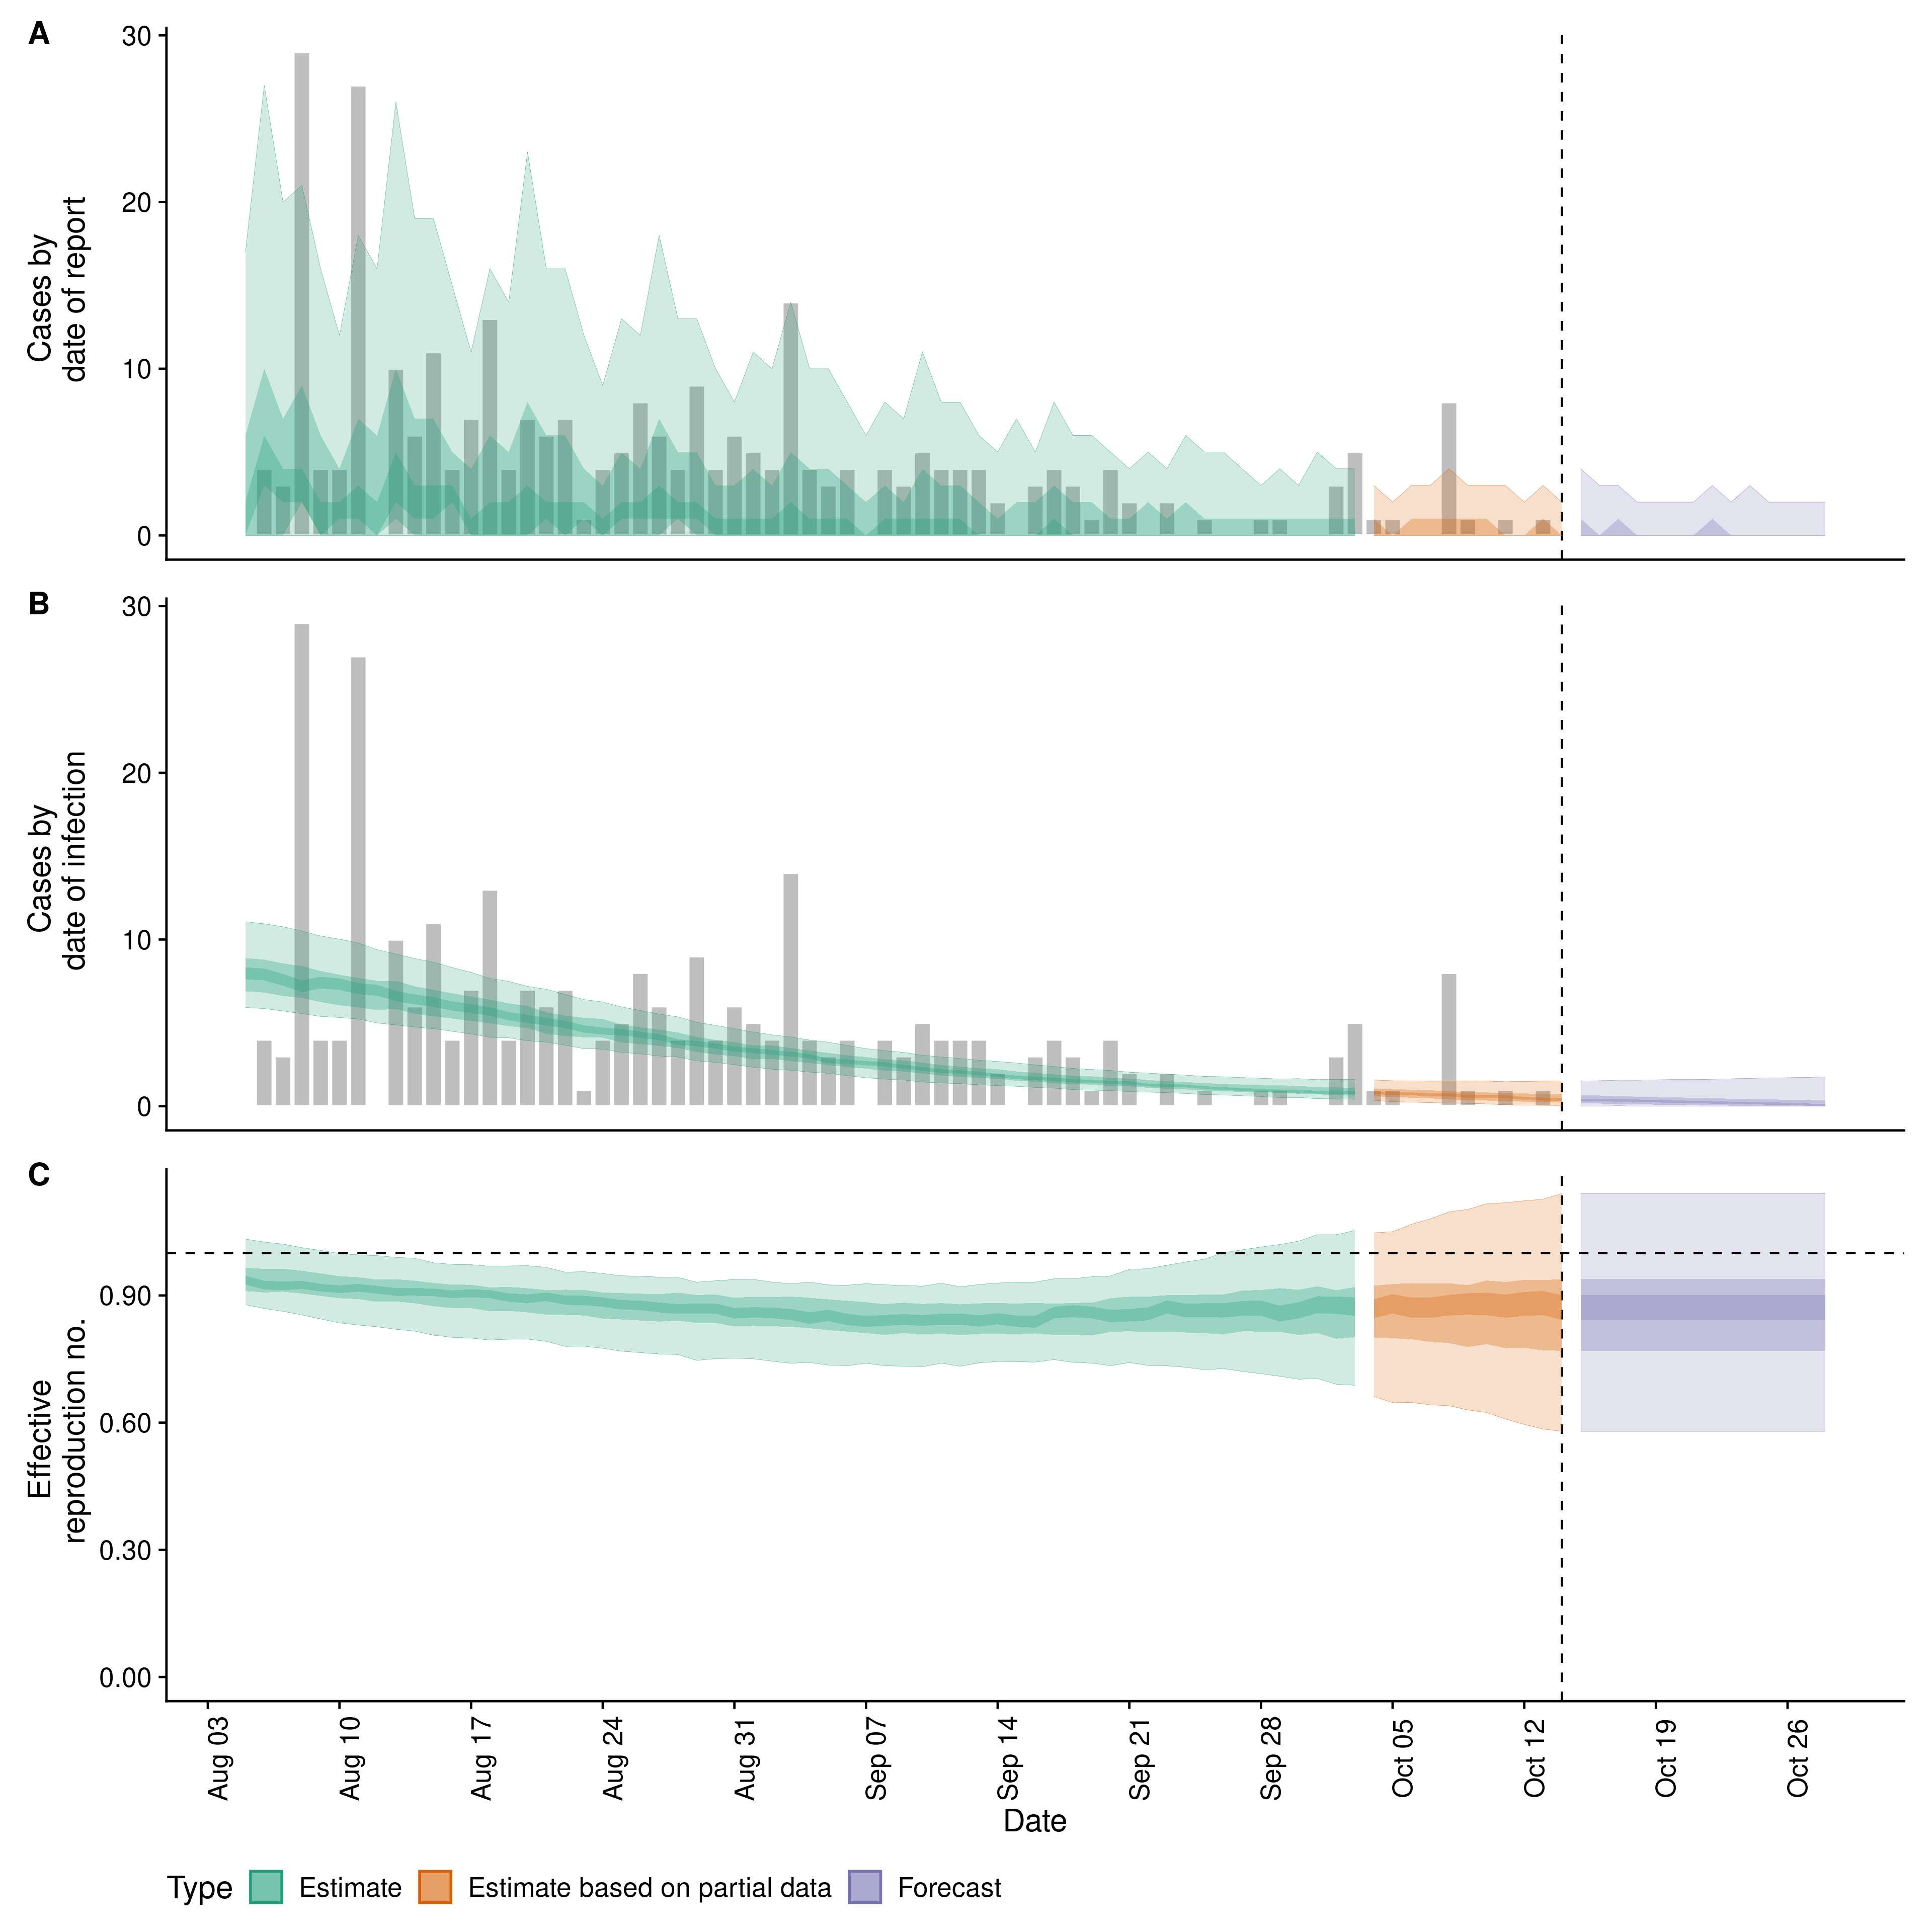 A
30
20
10
0
Cases by
date of report
B
30
20
10
0
Cases by
date of infection
C
0.90
0.60
0.30
0.00
Effective
reproduction no.
Aug 03
Aug 10
Aug 17
Aug 24
Aug 31
Sep 07
Sep 14
Sep 21
Sep 28
Oct 05
Oct 12
Oct 19
Oct 26
Date
Type Estimate Estimate based on partial data Forecast